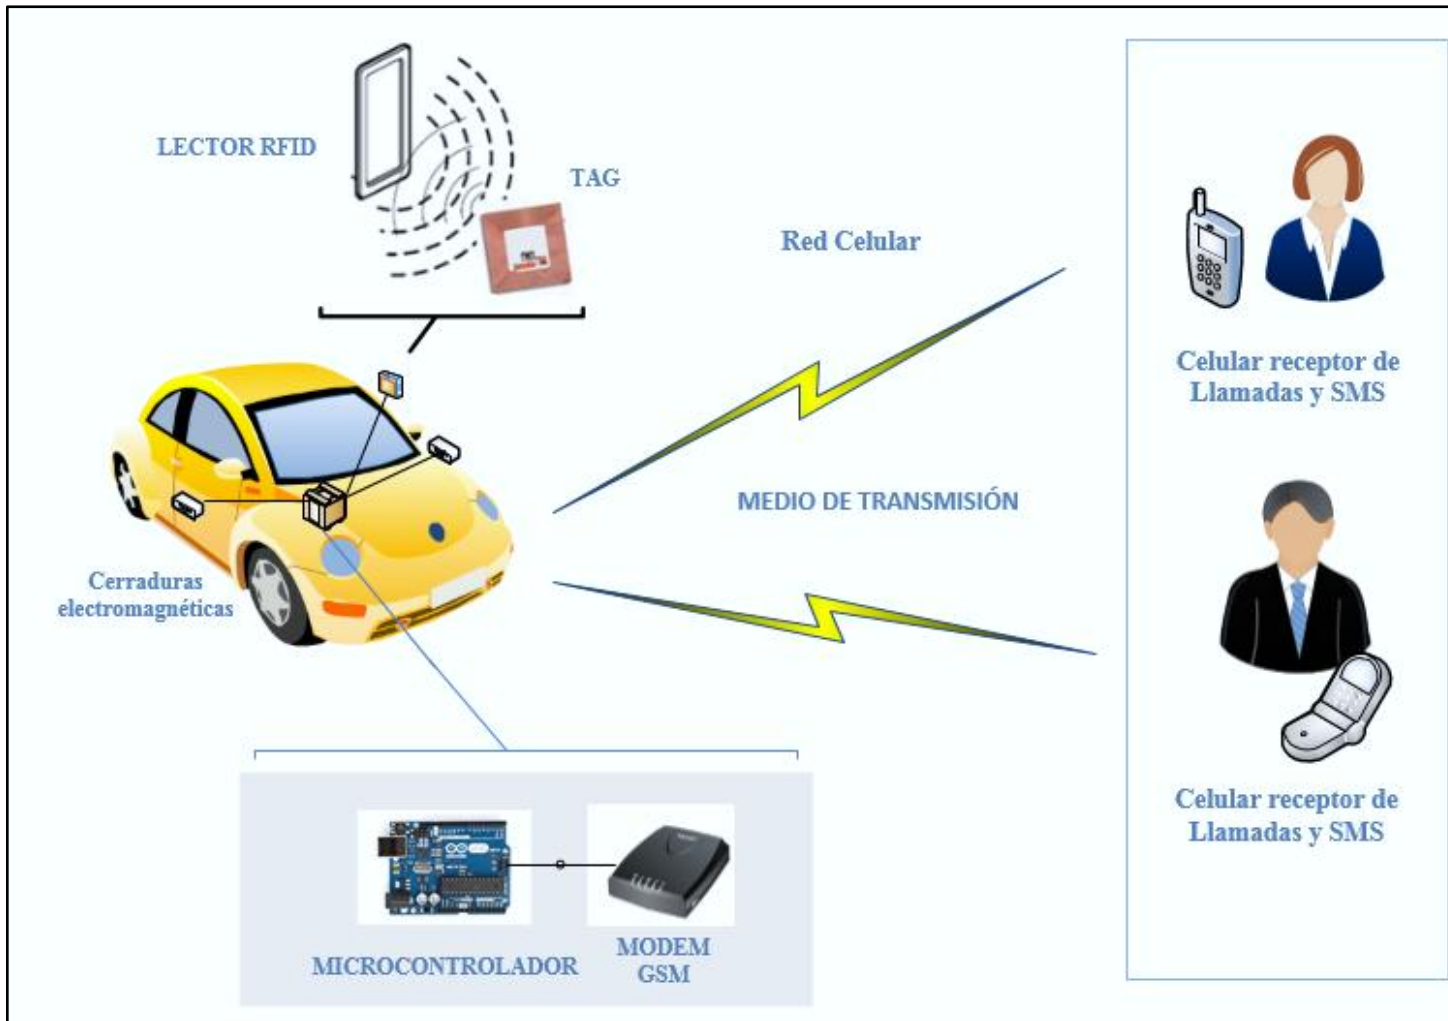 LECTOR RFID
TAG
Red Celular
Celular receptor de
Llamadas y SMS
MEDIO DE TRANSMISIÓN
Cerraduras
electromagnéticas
Celular receptor de
Llamadas y SMS
MICROCONTROLADOR
MODEM
GSM